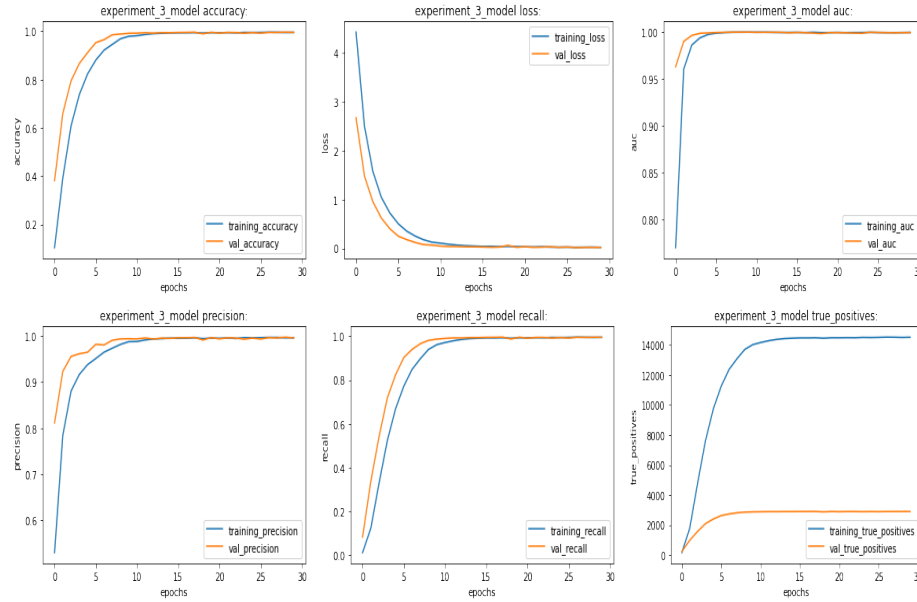 experiment_3_model accuracy:
1.0
0.8
0.6
0.4
0.2
accuracy
training_accuracy
val_accuracy
0 5 10 15 20 25 30
epochs
experiment_3_model loss:
4
3
2
1
0
loss
training_loss
val_loss
0 5 10 15 20 25 30
epochs
experiment_3_model auc:
1.00
0.95
0.90
0.85
0.80
auc
training_auc
val_auc
0 5 10 15 20 25 30
epochs
experiment_3_model precision:
1.0
0.9
0.8
0.7
0.6
precision
training_precision
val_precision
0 5 10 15 20 25 30
epochs
experiment_3_model recall:
1.0
0.8
0.6
0.4
0.2
0.0
recall
training_recall
val_recall
0 5 10 15 20 25 30
epochs
experiment_3_model true_positives:
14000
12000
10000
8000
6000
4000
2000
0
true_positives
training_true_positives
val_true_positives
0 5 10 15 20 25 30
epochs